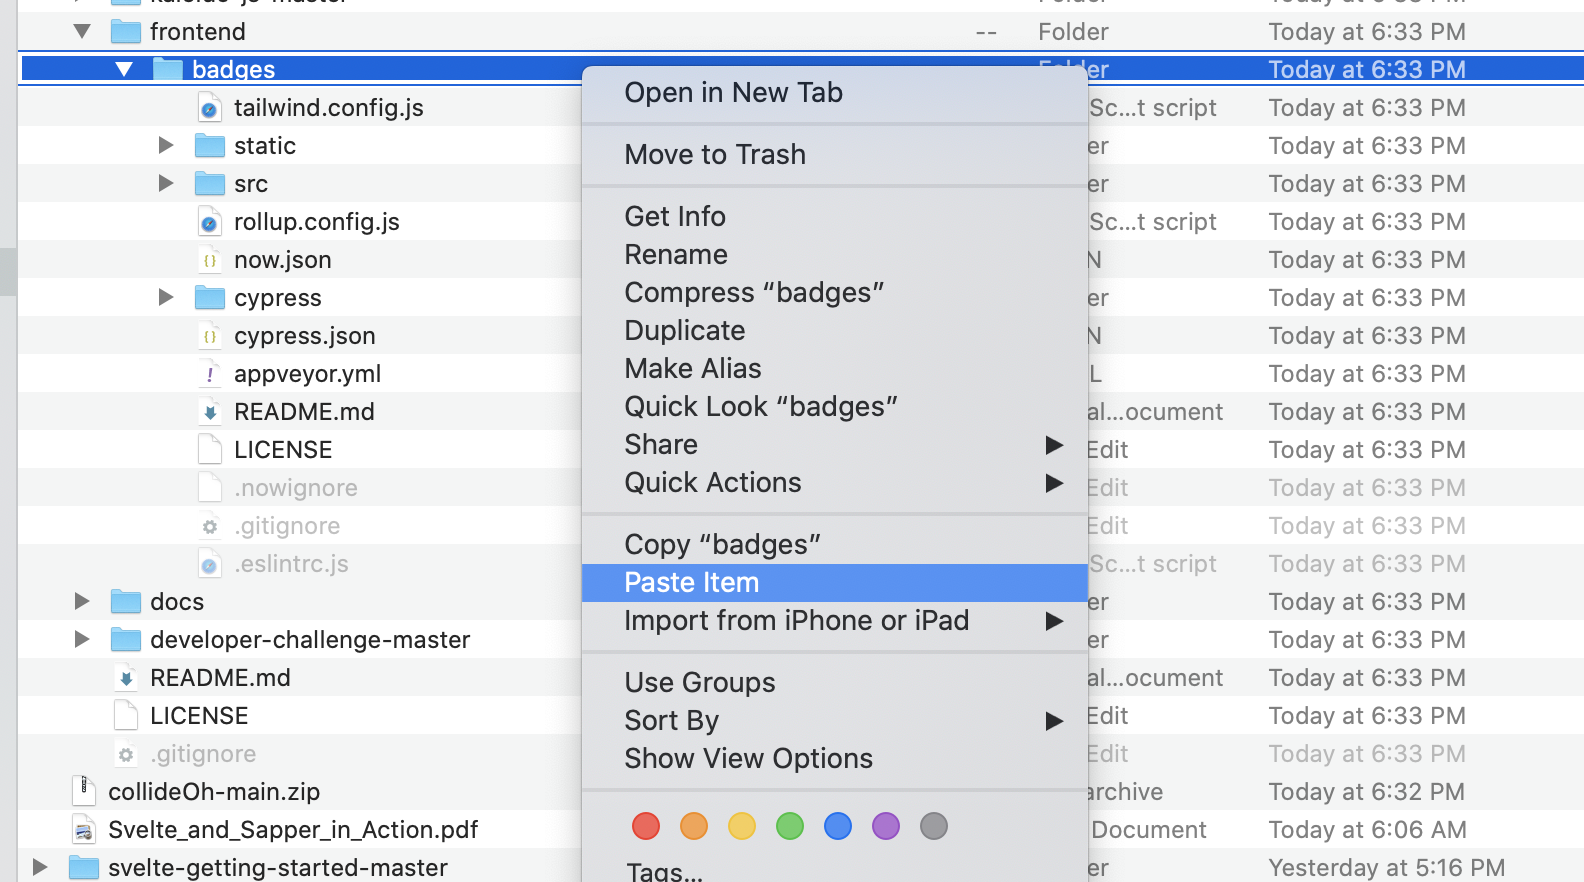 kaleido-js-master Folder Today at 6:33 PM
frontend -- Folder Today at 6:33 PM
badges Folder Today at 6:33 PM
tailwind.config.js Sc...t script Today at 6:33 PM
static er Today at 6:33 PM
src er Today at 6:33 PM
rollup.config.js Sc...t script Today at 6:33 PM
now.json N Today at 6:33 PM
cypress er Today at 6:33 PM
cypress.json N Today at 6:33 PM
appveyor.yml L Today at 6:33 PM
README.md al...ocument Today at 6:33 PM
LICENSE Edit Today at 6:33 PM
.nowignore Edit Today at 6:33 PM
.gitignore Edit Today at 6:33 PM
.eslintrc.js Sc...t script Today at 6:33 PM
docs er Today at 6:33 PM
developer-challenge-master er Today at 6:33 PM
README.md al...ocument Today at 6:33 PM
LICENSE Edit Today at 6:33 PM
.gitignore Edit Today at 6:33 PM
collideOh-main.zip archive Today at 6:32 PM
Svelte_and_Sapper_in_Action.pdf Document Today at 6:06 AM
svelte-getting-started-master er Yesterday at 5:16 PM
Open in New Tab
Move to Trash
Get Info
Rename
Compress “badges”
Duplicate
Make Alias
Quick Look “badges”
Share
Quick Actions
Copy “badges”
Paste Item
Import from iPhone or iPad
Use Groups
Sort By
Show View Options
Tags...